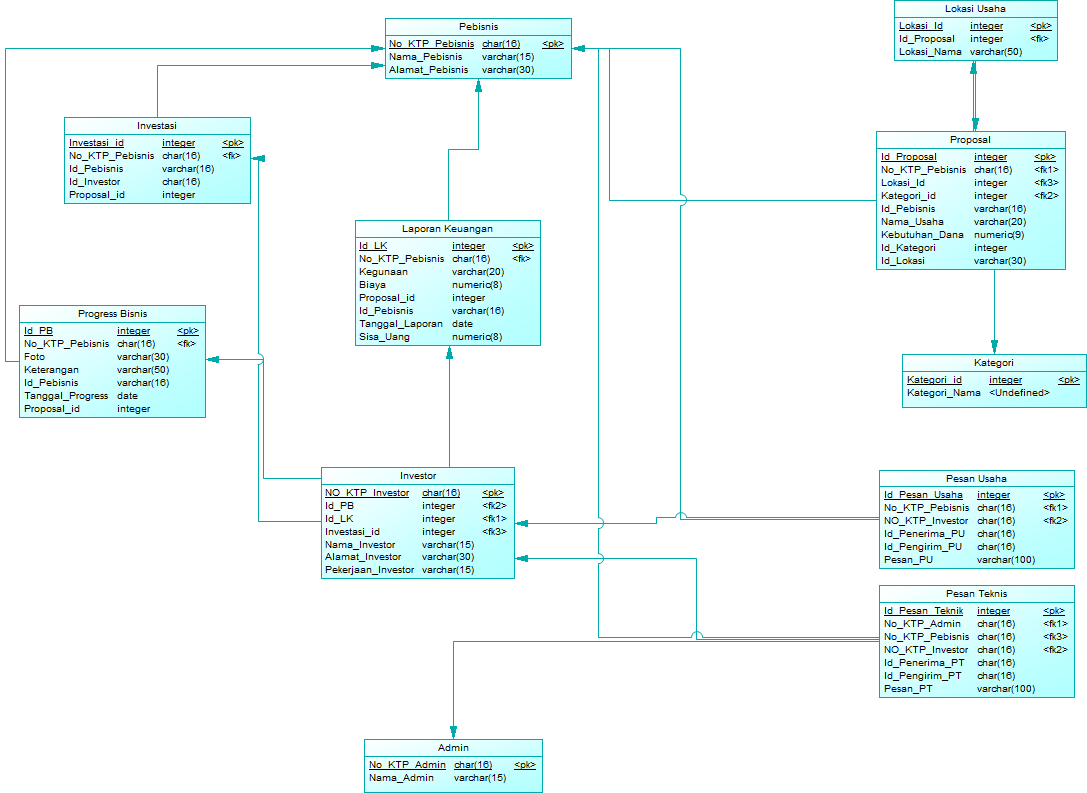 Pebisnis
No_KTP_Pebisnis char(16) <pk>
Nama_Pebisnis varchar(15)
Alamat_Pebisnis varchar(30)
Lokasi Usaha
Lokasi_Id integer <pk>
Id_Proposal integer <fk>
Lokasi_Nama varchar(50)
Investasi
Investasi_id integer <pk>
No_KTP_Pebisnis char(16) <fk>
Id_Pebisnis varchar(16)
Id_Investor char(16)
Proposal_id integer
Proposal
Id_Proposal integer <pk>
No_KTP_Pebisnis char(16) <fk1>
Lokasi_Id integer <fk3>
Kategori_id integer <fk2>
Id_Pebisnis varchar(16)
Nama_Usaha varchar(20)
Kebutuhan_Dana numeric(9)
Id_Kategori integer
Id_Lokasi varchar(30)
Laporan Keuangan
Id_LK integer <pk>
No_KTP_Pebisnis char(16) <fk>
Kegunaan varchar(20)
Biaya numeric(8)
Proposal_id integer
Id_Pebisnis varchar(16)
Tanggal_Laporan date
Sisa_Uang numeric(8)
Progress Bisnis
Id_PB integer <pk>
No_KTP_Pebisnis char(16) <fk>
Foto varchar(30)
Keterangan varchar(50)
Id_Pebisnis varchar(16)
Tanggal_Progress date
Proposal_id integer
Kategori
Kategori_id integer <pk>
Kategori_Nama <Undefined>
Investor
NO_KTP_Investor char(16) <pk>
Id_PB integer <fk2>
Id_LK integer <fk1>
Investasi_id integer <fk3>
Nama_Investor varchar(15)
Alamat_Investor varchar(30)
Pekerjaan_Investor varchar(15)
Pesan Usaha
Id_Pesan_Usaha integer <pk>
No_KTP_Pebisnis char(16) <fk1>
NO_KTP_Investor char(16) <fk2>
Id_Penerima_PU char(16)
Id_Pengirim_PU char(16)
Pesan_PU varchar(100)
Pesan Teknis
Id_Pesan_Teknik integer <pk>
No_KTP_Admin char(16) <fk1>
No_KTP_Pebisnis char(16) <fk3>
NO_KTP_Investor char(16) <fk2>
Id_Penerima_PT char(16)
Id_Pengirim_PT char(16)
Pesan_PT varchar(100)
Admin
No_KTP_Admin char(16) <pk>
Nama_Admin varchar(15)